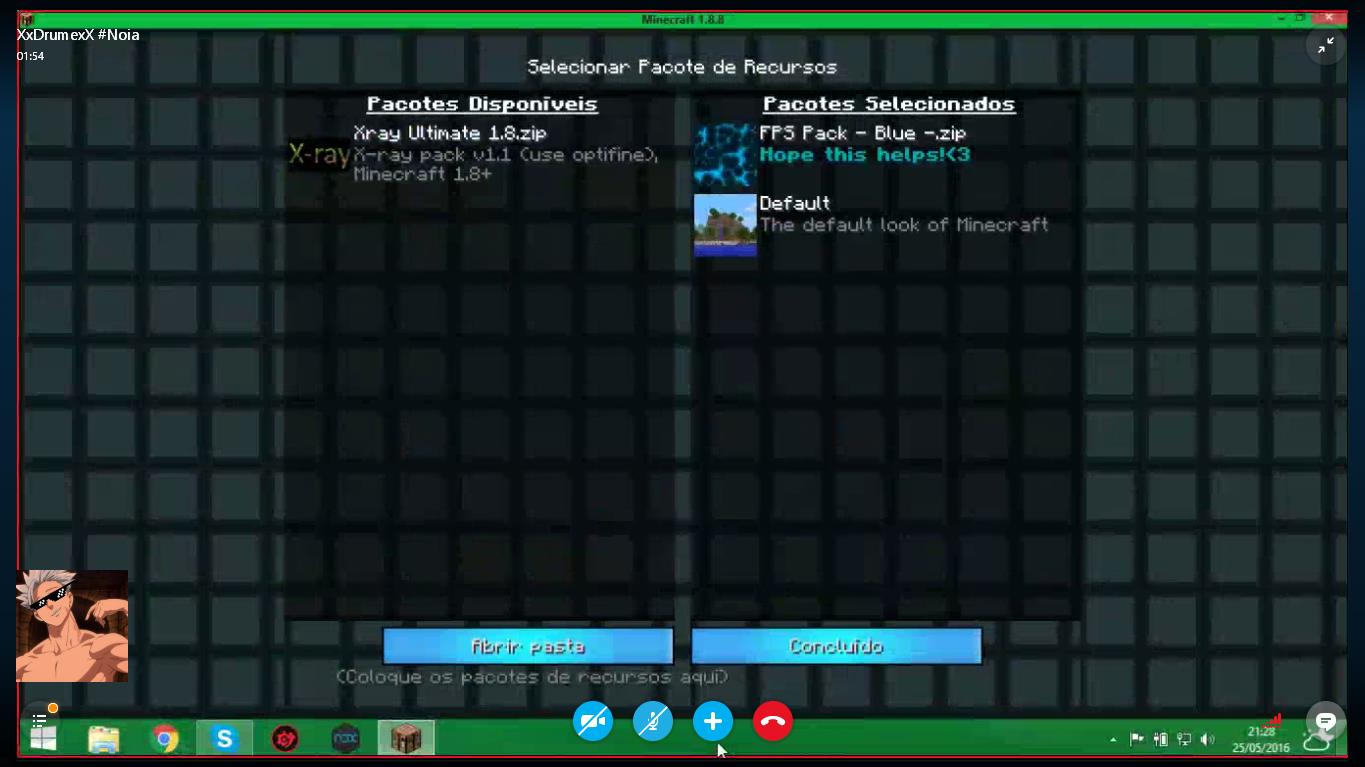 Minecraft 1.8.8
XxDrumexX #Noia
01:54
Selecionar Pacote de Recursos
Pacotes Disponíveis
Xray Ultimate 1.8.zip
X-ray
X-ray pack v1.1 (use optifine),
Minecraft 1.8+
Pacotes Selecionados
FPS Pack - Blue -.zip
Hope this helps!<3
Default
The default look of Minecraft
Abrir pasta
Concluído
(Coloque os pacotes de recursos aqui)
nox
21:28
25/05/2016